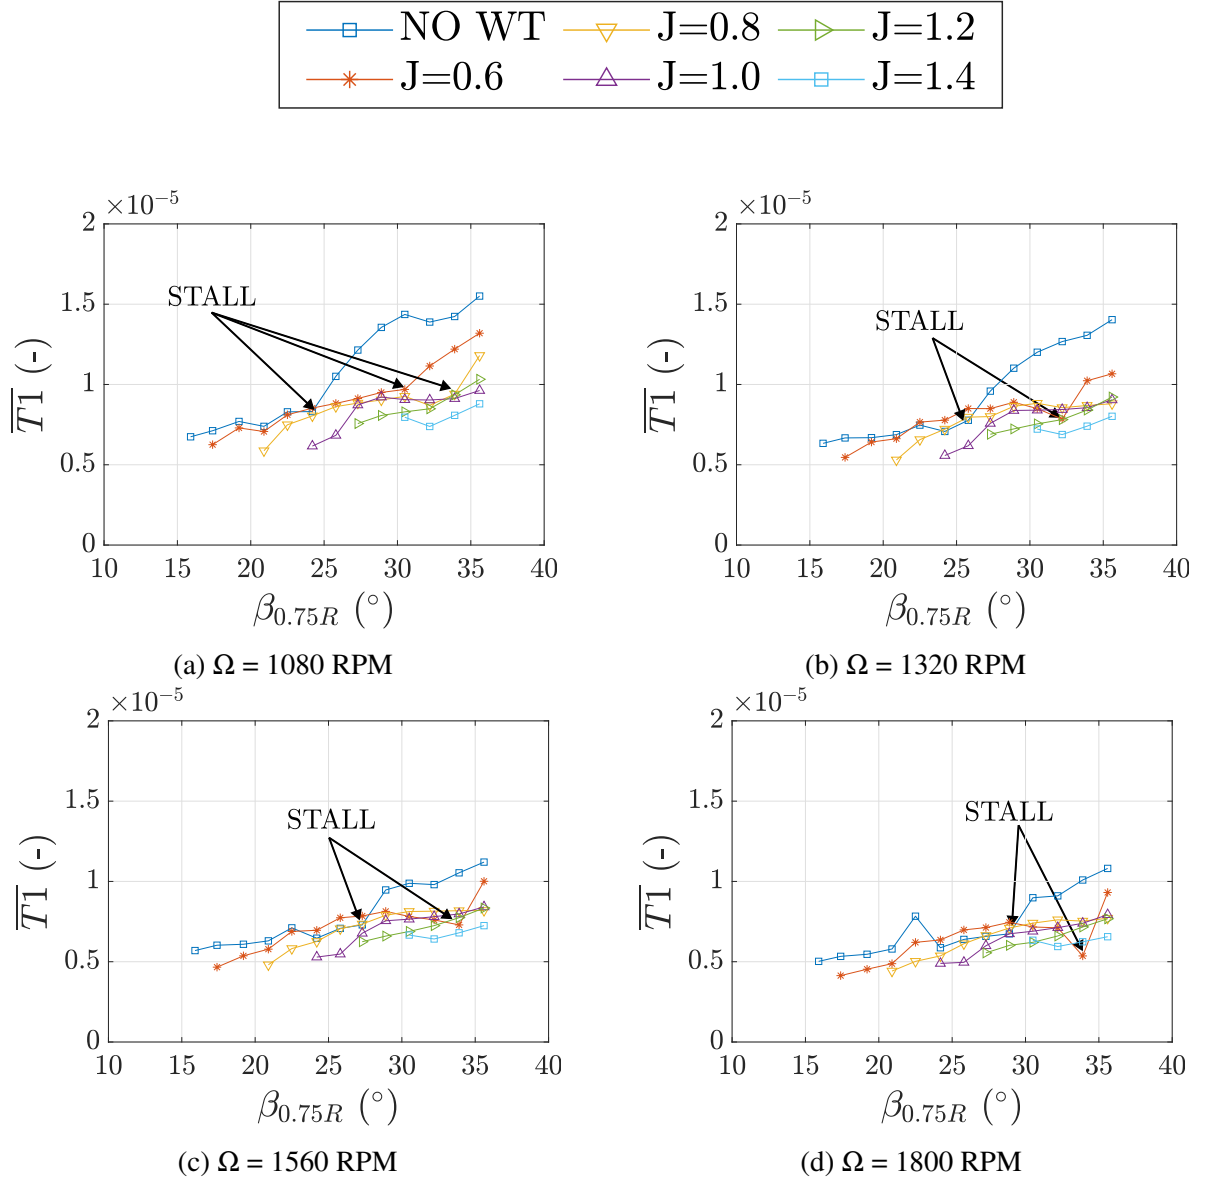 NO WT J=0.8 J=1.2
J=0.6 J=1.0 J=1.4
×10⁻⁵ ×10⁻⁵
2 2
STALL
1.5 1.5
STALL
T̅1̅ (-) T̅1̅ (-)
1 1
0.5 0.5
0 0
10 15 20 25 30 35 40 10 15 20 25 30 35 40
β0.75R (°) β0.75R (°)
(a) Ω = 1080 RPM (b) Ω = 1320 RPM
×10⁻⁵ ×10⁻⁵
2 2
1.5 1.5
STALL STALL
T̅1̅ (-) T̅1̅ (-)
1 1
0.5 0.5
0 0
10 15 20 25 30 35 40 10 15 20 25 30 35 40
β0.75R (°) β0.75R (°)
(c) Ω = 1560 RPM (d) Ω = 1800 RPM